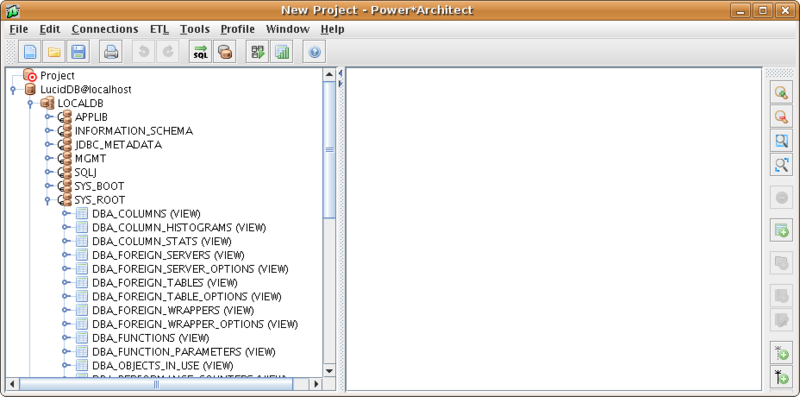 New Project - Power*Architect
File Edit Connections ETL Tools Profile Window Help
SQL
Project
LucidDB@localhost
LOCALDB
APPLIB
INFORMATION_SCHEMA
JDBC_METADATA
MGMT
SQLJ
SYS_BOOT
SYS_ROOT
DBA_COLUMNS (VIEW)
DBA_COLUMN_HISTOGRAMS (VIEW)
DBA_COLUMN_STATS (VIEW)
DBA_FOREIGN_SERVERS (VIEW)
DBA_FOREIGN_SERVER_OPTIONS (VIEW)
DBA_FOREIGN_TABLES (VIEW)
DBA_FOREIGN_TABLE_OPTIONS (VIEW)
DBA_FOREIGN_WRAPPERS (VIEW)
DBA_FOREIGN_WRAPPER_OPTIONS (VIEW)
DBA_FUNCTIONS (VIEW)
DBA_FUNCTION_PARAMETERS (VIEW)
DBA_OBJECTS_IN_USE (VIEW)
DBA_PERFORMANCE_COUNTERS (VIEW)